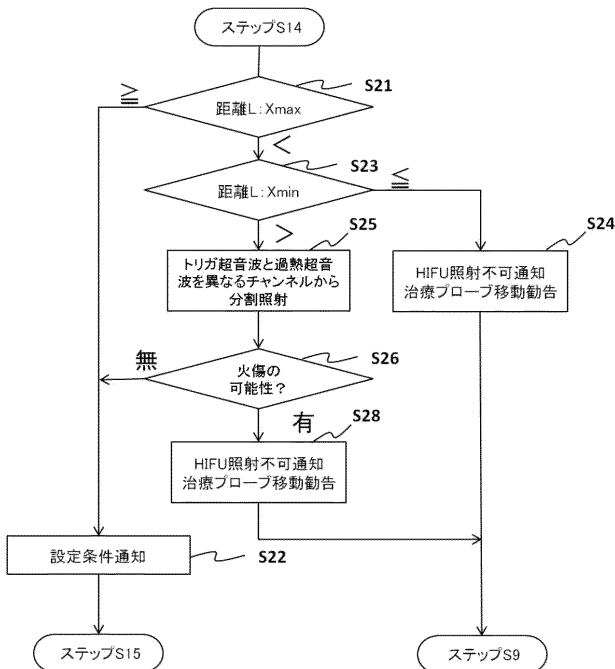 ステップS14
S21
≧
距離L:Xmax
<
S23
距離L:Xmin
≦
>
S25
S24
トリガ超音波と過熱超音
波を異なるチャンネルから
分割照射
HIFU照射不可通知
治療プローブ移動勧告
無
S26
火傷の
可能性?
有
S28
HIFU照射不可通知
治療プローブ移動勧告
設定条件通知
S22
ステップS15
ステップS9